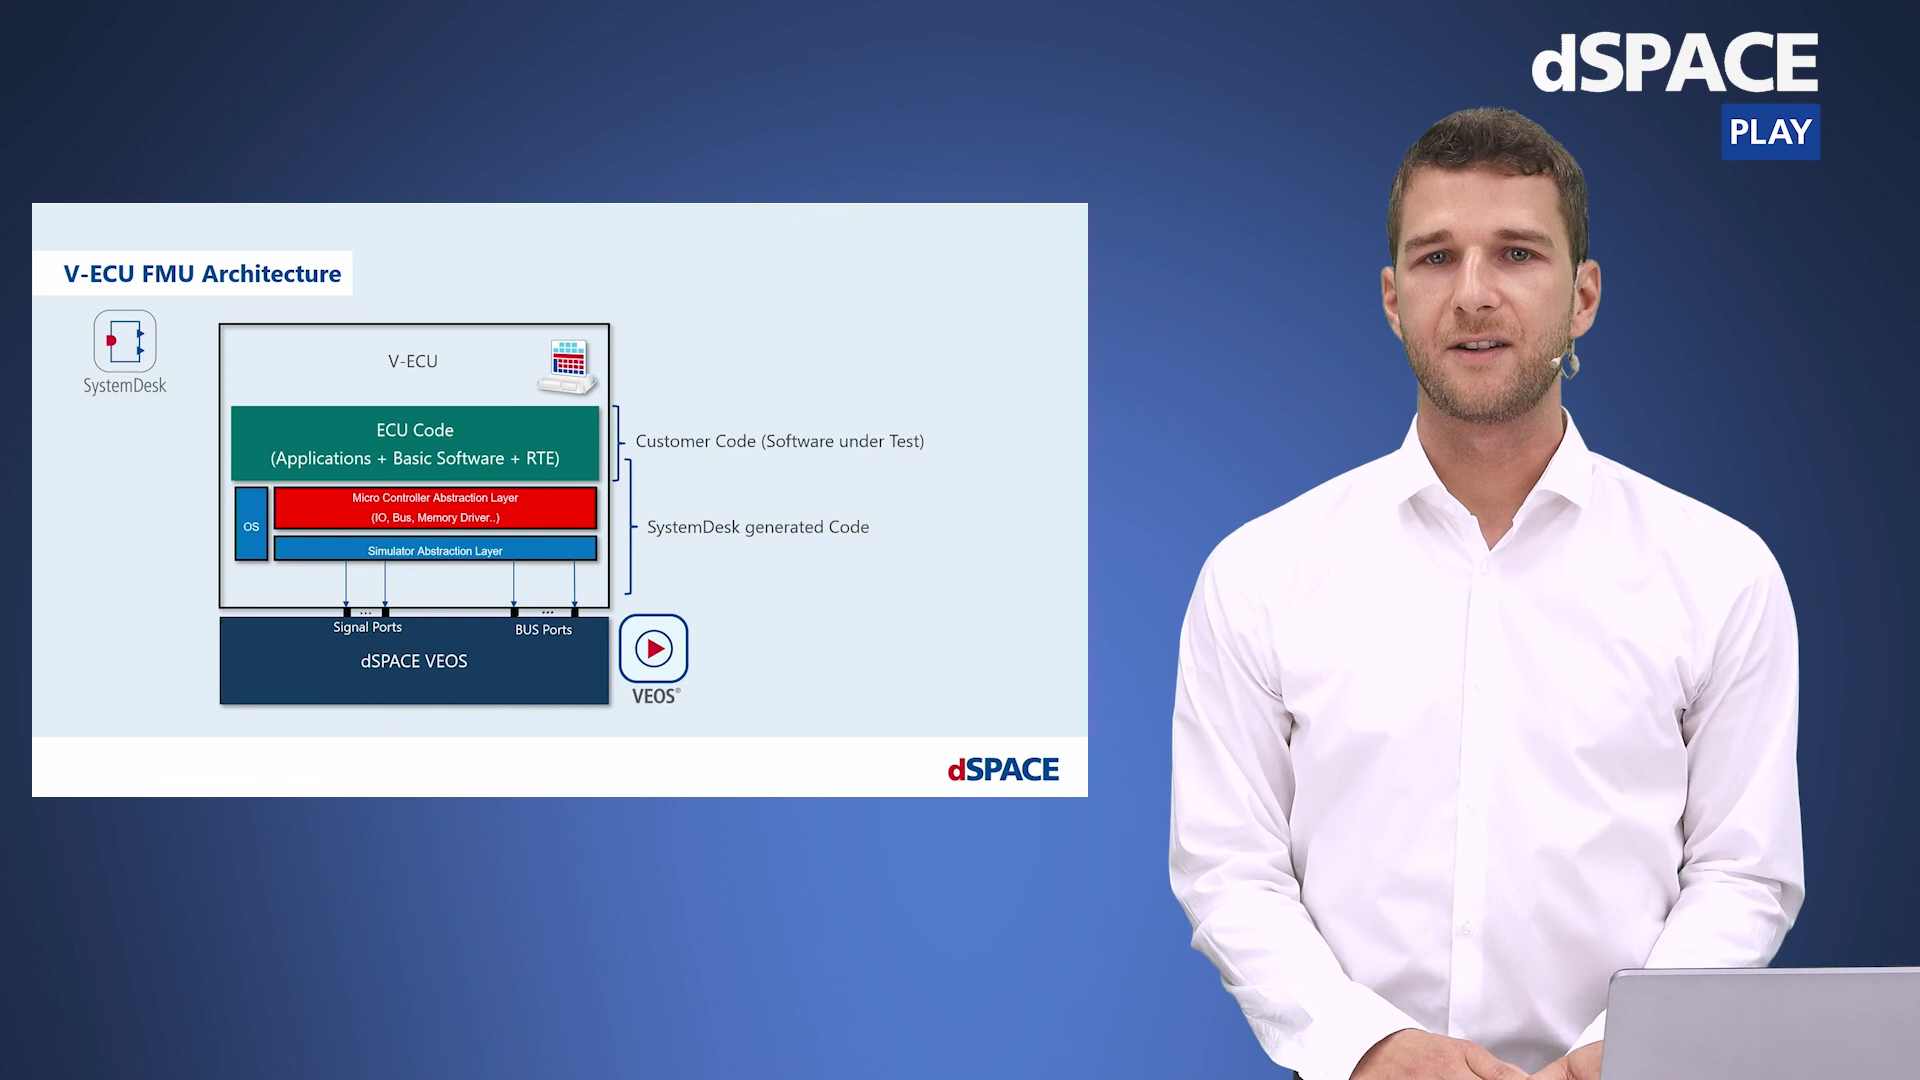 dSPACE
PLAY
V-ECU FMU Architecture
SystemDesk
V-ECU
ECU Code
(Applications + Basic Software + RTE)
Customer Code (Software under Test)
OS
Micro Controller Abstraction Layer
(IO, Bus, Memory Driver..)
SystemDesk generated Code
Simulator Abstraction Layer
...
...
Signal Ports
BUS Ports
dSPACE VEOS
VEOS®
dSPACE